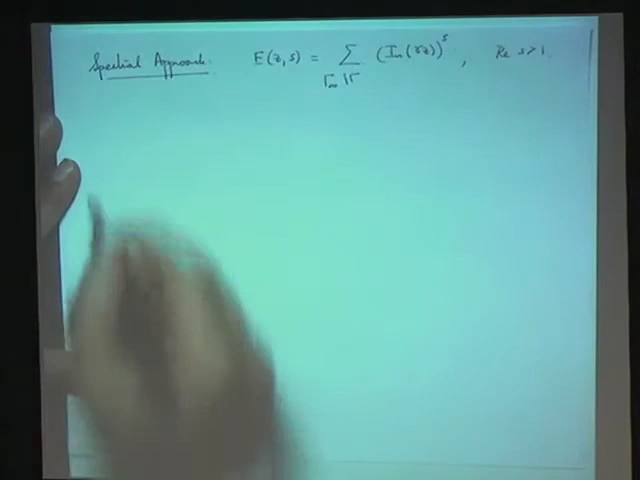 Spectral Approach. E(z,s) = ∑ (Im(γz))^s , Re s>1.
Γ∞\Γ